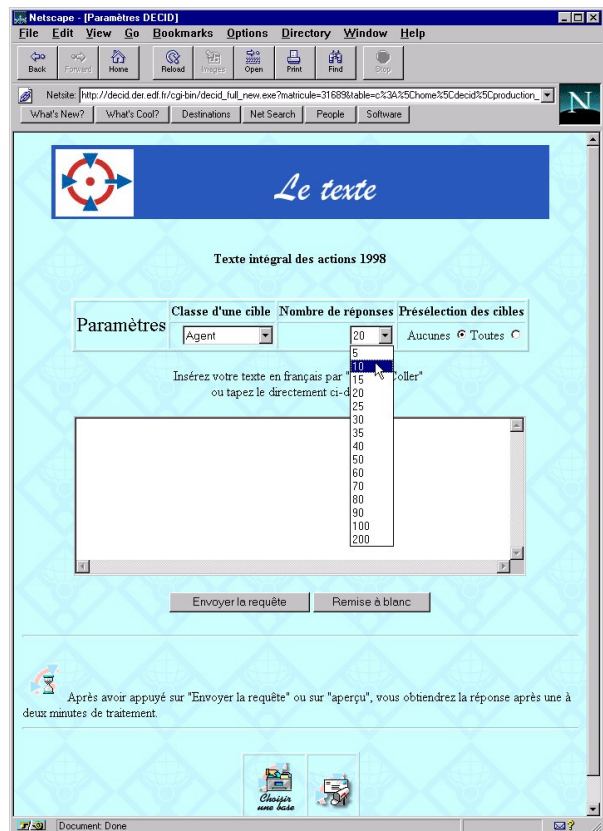 Netscape - [Paramètres DECID]
File Edit View Go Bookmarks Options Directory Window Help
Back Forward Home Reload Images Open Print Find Stop
Netsite: http://decid.der.edf.fr/cgi-bin/decid_full_new.exe?matricule=31689&table=c%3A%5Chome%5Cdecid%5Cproduction_
N
What's New? What's Cool? Destinations Net Search People Software
Le texte
Texte intégral des actions 1998
Paramètres
Classe d'une cible Nombre de réponses Présélection des cibles
Agent 20 Aucunes Toutes
5
10
15
20
25
30
35
40
50
60
70
80
90
100
200
Insérez votre texte en français par "
oller"
ou tapez le directement ci-d
Envoyer la requête Remise à blanc
Après avoir appuyé sur "Envoyer la requête" ou sur "aperçu", vous obtiendrez la réponse après une à
deux minutes de traitement.
Choisir
une base
Document: Done